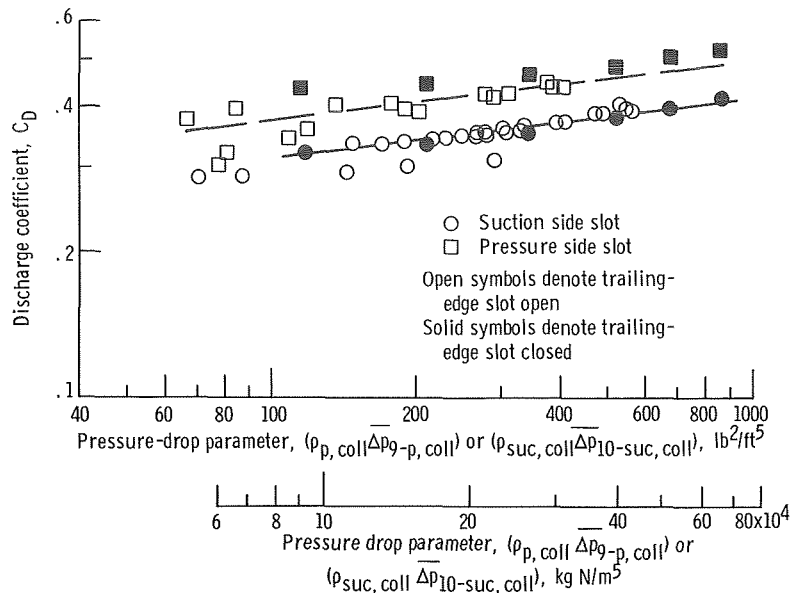 .6
.4
.2
.1
Discharge coefficient, C_D
○ Suction side slot
□ Pressure side slot
Open symbols denote trailing-
edge slot open
Solid symbols denote trailing-
edge slot closed
40 60 80 100 200 400 600 800 1000
Pressure-drop parameter, (ρp, coll Δp9-p, coll) or (ρsuc, coll Δp10-suc, coll), lb²/ft⁵
6 8 10 20 40 60 80x10⁴
Pressure drop parameter, (ρp, coll Δp9-p, coll) or
(ρsuc, coll Δp10-suc, coll), kg N/m⁵